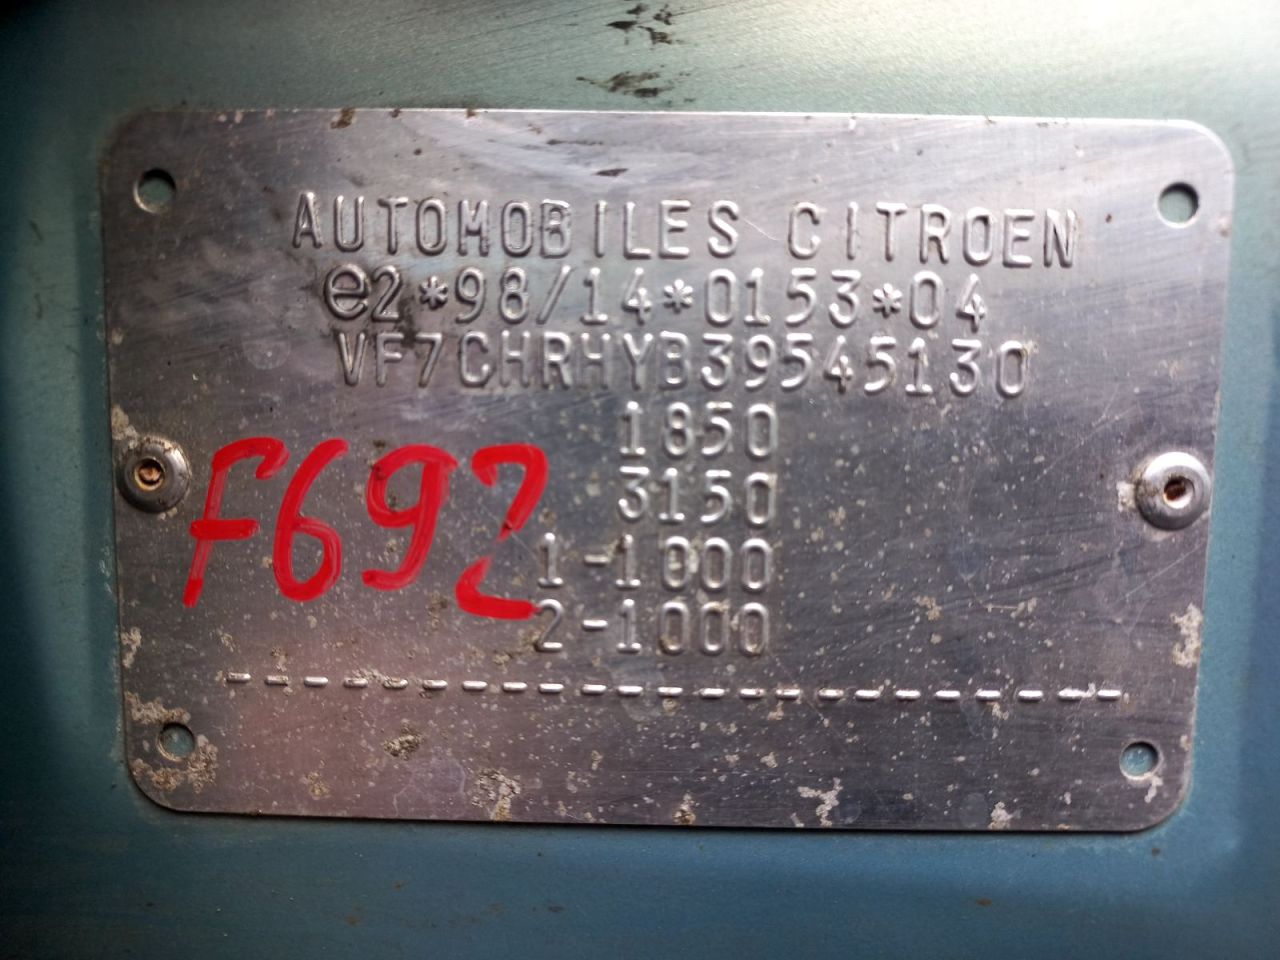 AUTOMOBILES CITROEN
e2*98/14*0153*04
VF7CHRHYB39545130
1850
3150
1-1000
2-1000
F692
-----------------------